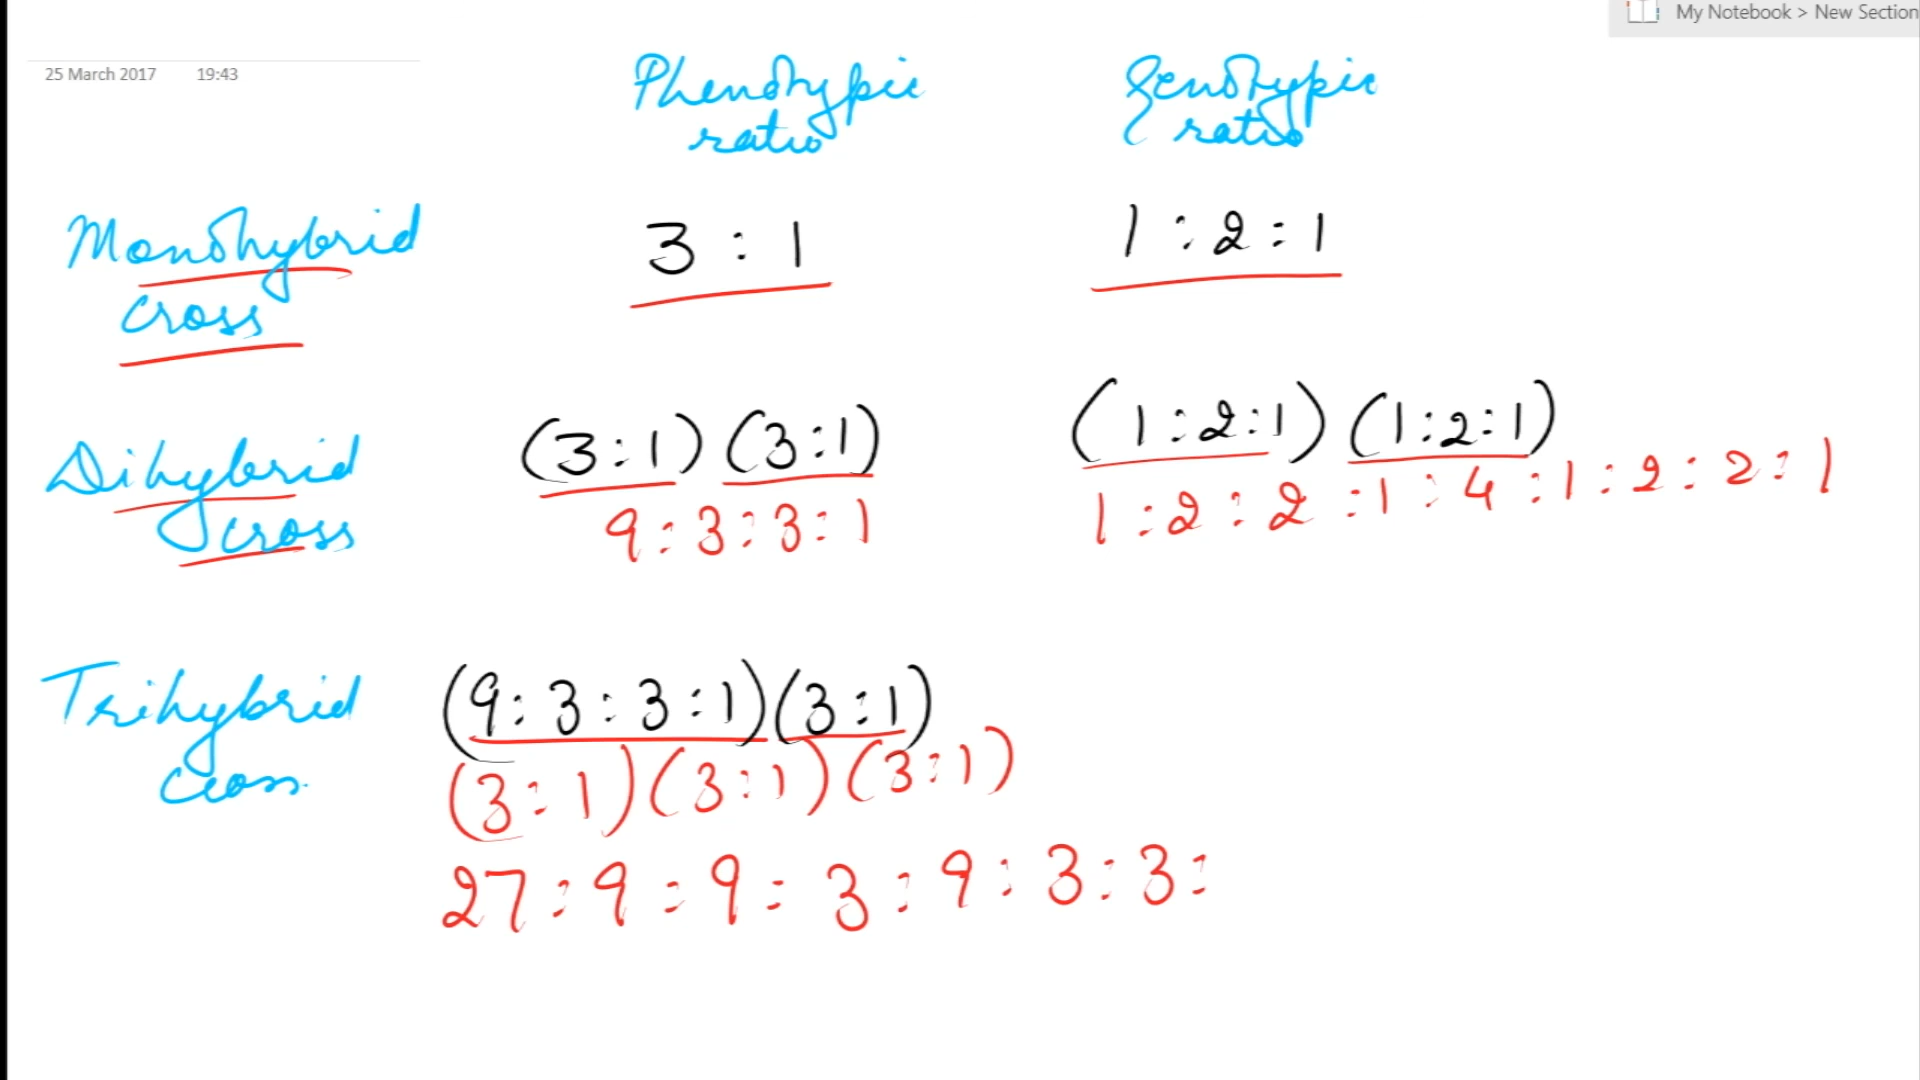 My Notebook > New Section
25 March 2017 19:43
Phenotypic ratio
Genotypic ratio
Monohybrid cross
3 : 1
1 : 2 : 1
Dihybrid cross
(3 : 1) (3 : 1)
9 : 3 : 3 : 1
(1 : 2 : 1) (1 : 2 : 1)
1 : 2 : 2 : 1 : 4 : 1 : 2 : 2 : 1
Trihybrid cross
(9 : 3 : 3 : 1) (3 : 1)
(3 : 1) (3 : 1) (3 : 1)
27 : 9 : 9 : 3 : 9 : 3 : 3 :